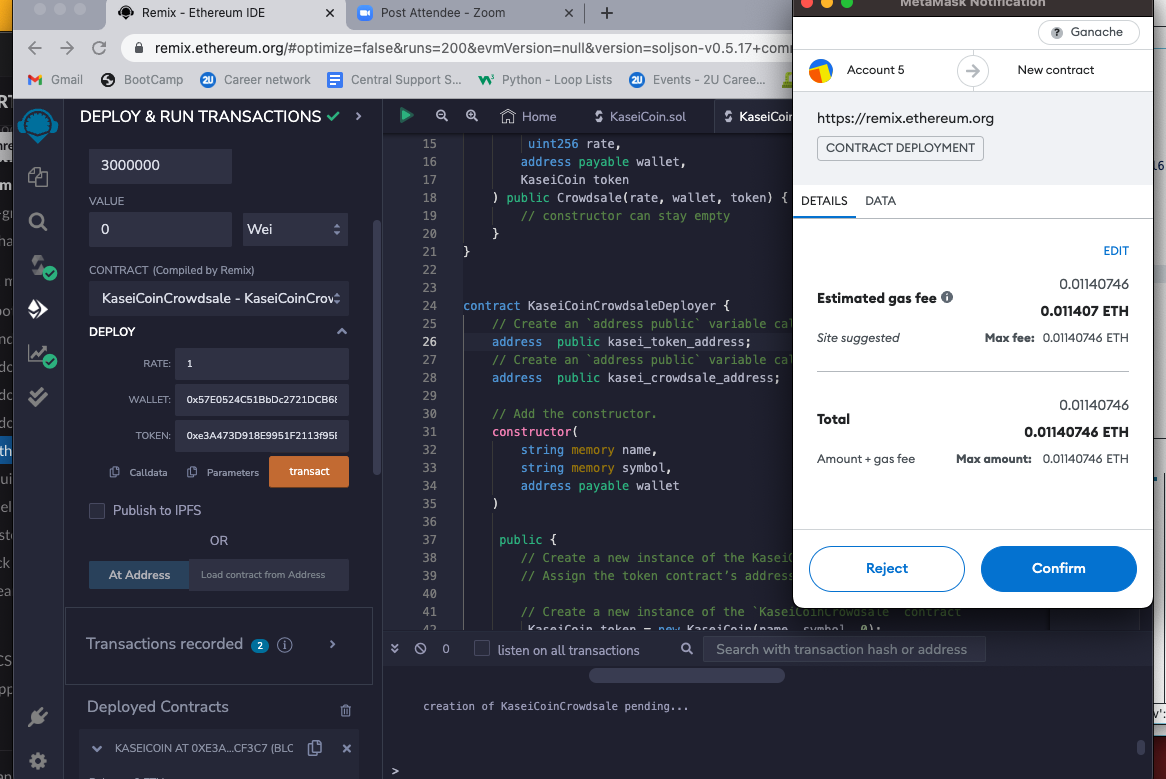 Remix - Ethereum IDE
Post Attendee - Zoom
remix.ethereum.org/#optimize=false&runs=200&evmVersion=null&version=soljson-v0.5.17+com
Gmail
BootCamp
Career network
Central Support S...
Python - Loop Lists
Events - 2U Caree...
DEPLOY & RUN TRANSACTIONS
3000000
VALUE
0
Wei
CONTRACT (Compiled by Remix)
KaseiCoinCrowdsale - KaseiCoinCrow
DEPLOY
RATE: 1
WALLET: 0x57E0524C51BbDc2721DCB68
TOKEN: 0xe3A473D918E9951F2113f95E
Calldata
Parameters
transact
Publish to IPFS
OR
At Address
Load contract from Address
Transactions recorded 2 i
Deployed Contracts
KASEICOIN AT 0XE3A...CF3C7 (BLC
Home
KaseiCoin.sol
KaseiCoin
15 uint256 rate,
16 address payable wallet,
17 KaseiCoin token
18 ) public Crowdsale(rate, wallet, token) {
19 // constructor can stay empty
20 }
21 }
22
23
24 contract KaseiCoinCrowdsaleDeployer {
25 // Create an `address public` variable cal
26 address  public kasei_token_address;
27 // Create an `address public` variable cal
28 address  public kasei_crowdsale_address;
29
30 // Add the constructor.
31 constructor(
32 string memory name,
33 string memory symbol,
34 address payable wallet
35 )
36
37 public {
38 // Create a new instance of the KaseiC
39 // Assign the token contract’s address
40
41 // Create a new instance of the `KaseiCoinCrowdsale` contract
42 KaseiCoin token = new KaseiCoin(name, symbol, 0);
0
listen on all transactions
Search with transaction hash or address
creation of KaseiCoinCrowdsale pending...
>
MetaMask Notification
? Ganache
Account 5
New contract
https://remix.ethereum.org
CONTRACT DEPLOYMENT
DETAILS
DATA
EDIT
0.01140746
Estimated gas fee i
0.011407 ETH
Site suggested
Max fee: 0.01140746 ETH
0.01140746
Total
0.01140746 ETH
Amount + gas fee
Max amount: 0.01140746 ETH
Reject
Confirm